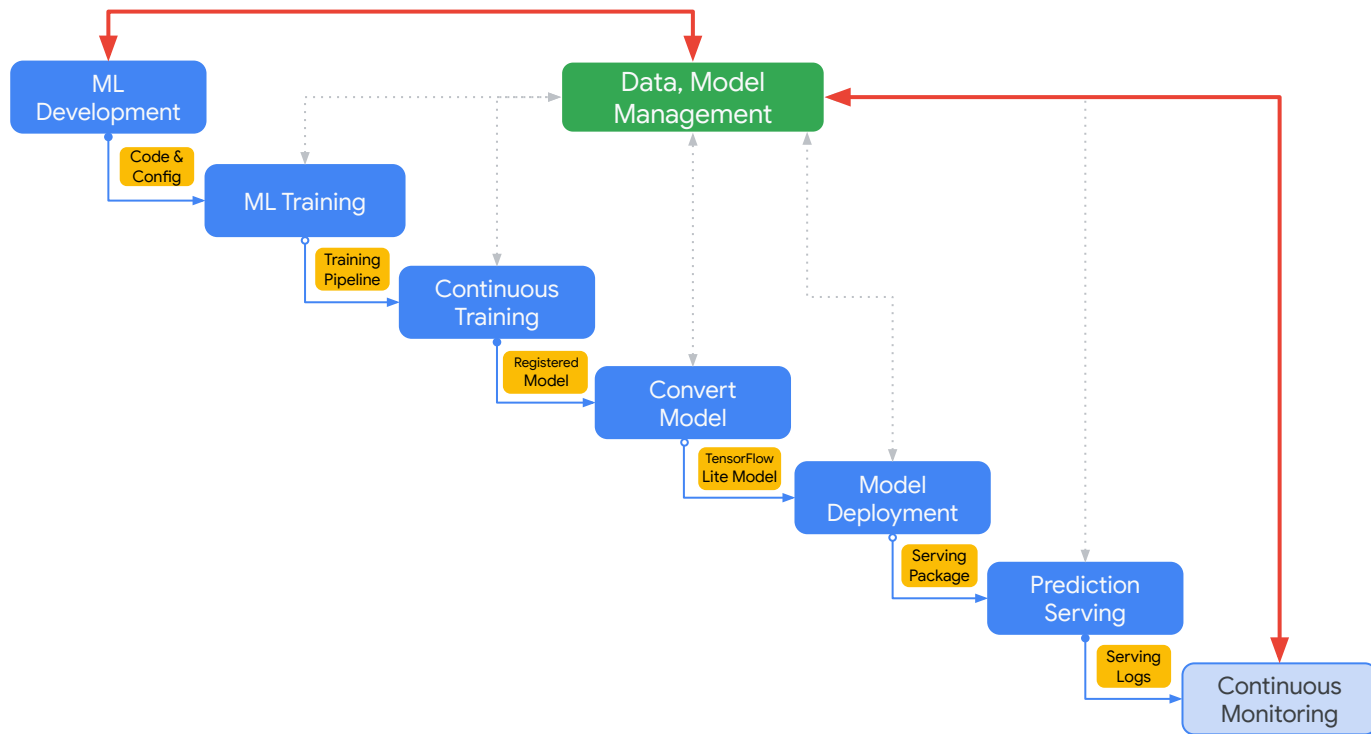 ML
Development
Data, Model
Management
Code &
Config
ML Training
Training
Pipeline
Continuous
Training
Registered
Model
Convert
Model
TensorFlow
Lite Model
Model
Deployment
Serving
Package
Prediction
Serving
Serving
Logs
Continuous
Monitoring